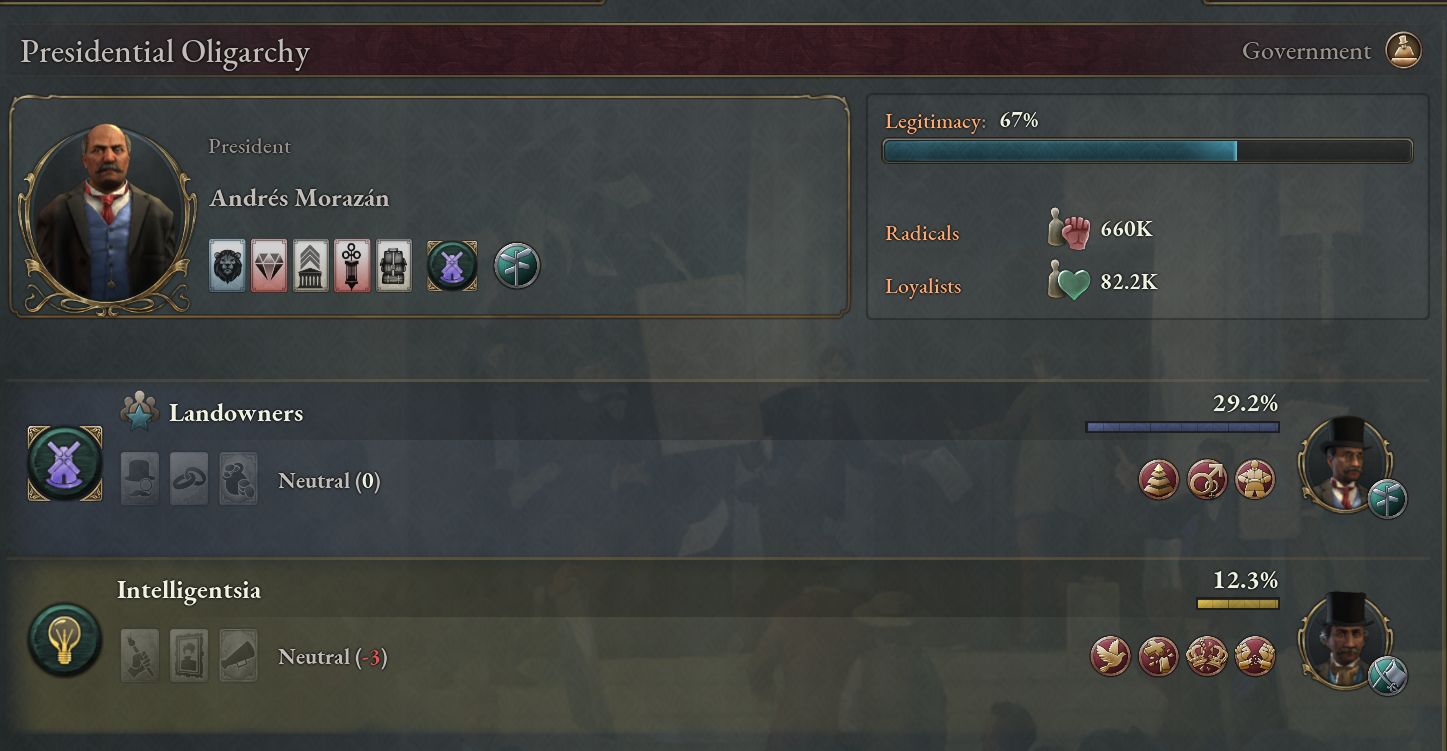 Presidential Oligarchy
Government
President
Andrés Morazán
Legitimacy: 67%
Radicals 660K
Loyalists 82.2K
Landowners 29.2%
Neutral (0)
Intelligentsia 12.3%
Neutral (-3)